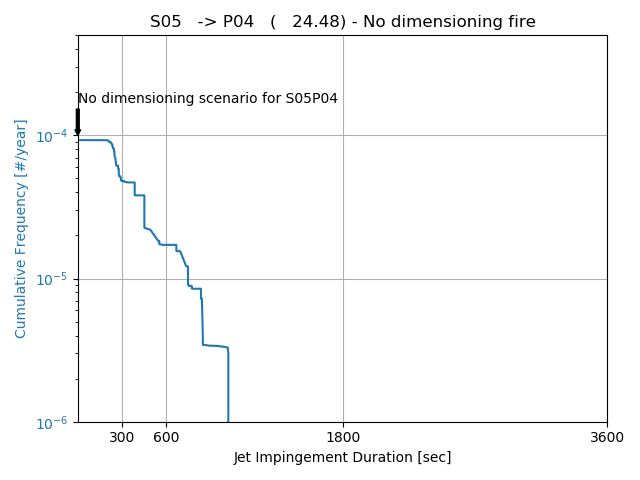 S05   -> P04   (   24.48) - No dimensioning fire
No dimensioning scenario for S05P04
Cumulative Frequency [#/year]
10⁻⁴
10⁻⁵
10⁻⁶
300 600 1800 3600
Jet Impingement Duration [sec]